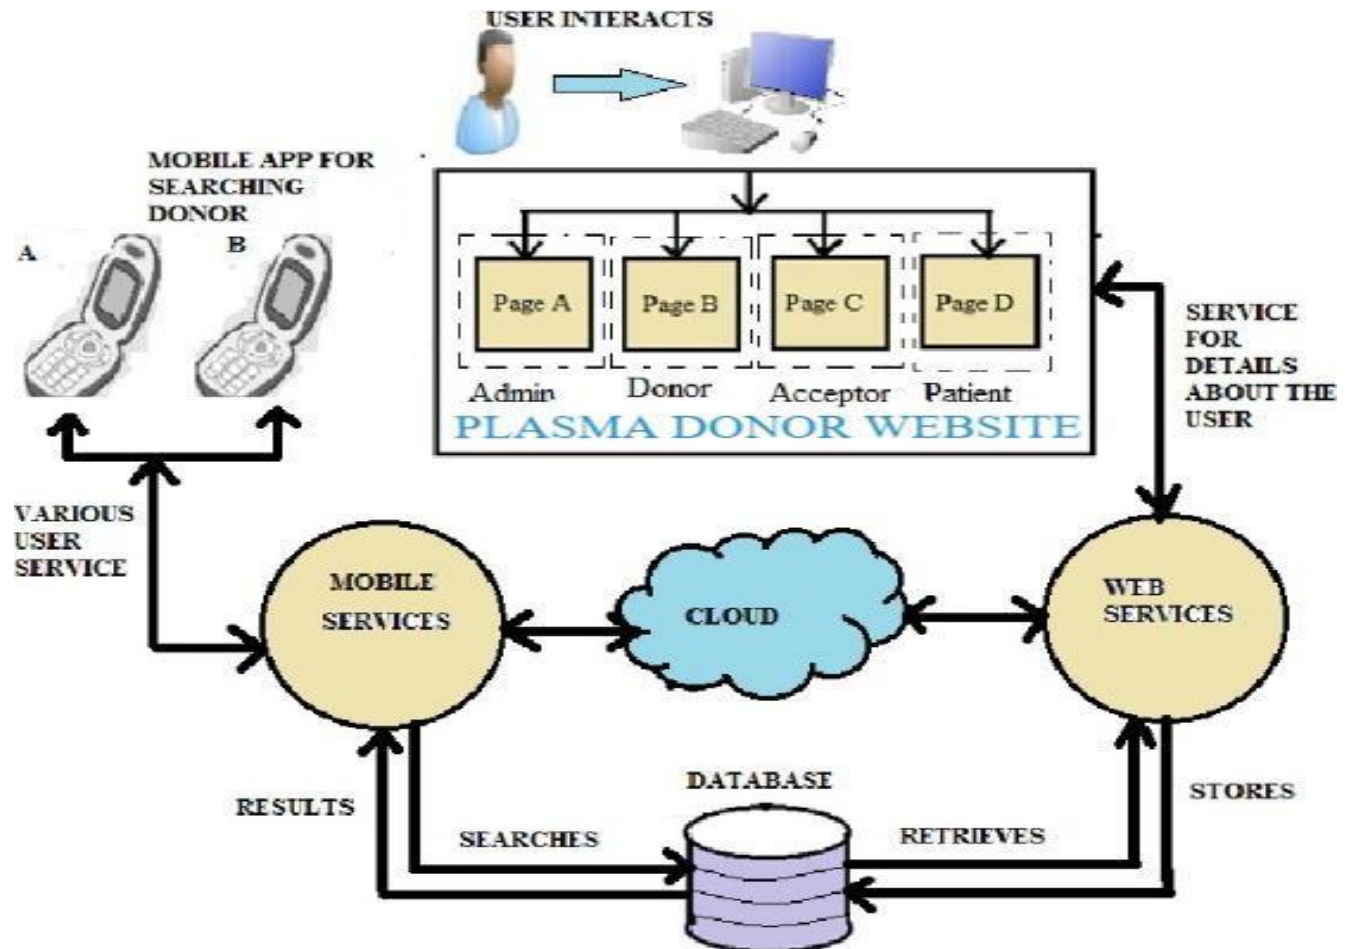 USER INTERACTS
MOBILE APP FOR
SEARCHING
DONOR
A
B
Page A
Page B
Page C
Page D
Admin
Donor
Acceptor
Patient
PLASMA DONOR WEBSITE
SERVICE
FOR
DETAILS
ABOUT THE
USER
VARIOUS
USER
SERVICE
MOBILE
SERVICES
CLOUD
WEB
SERVICES
RESULTS
SEARCHES
DATABASE
RETRIEVES
STORES